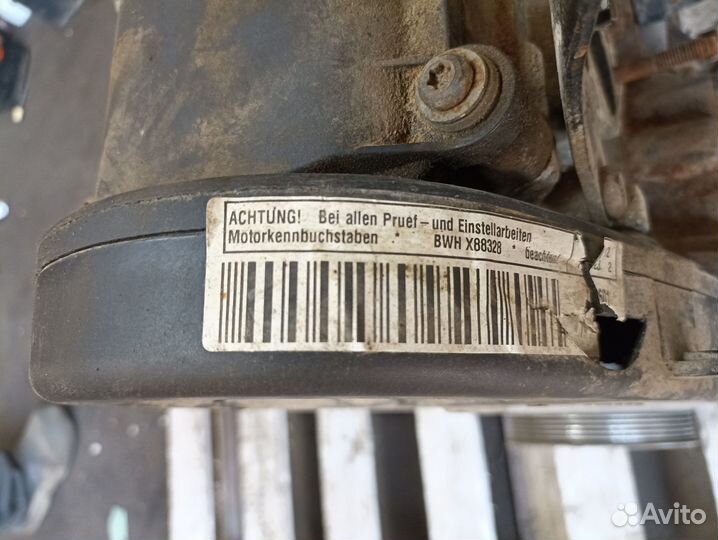 ACHTUNG! Bei allen Pruef-und Einstellarbeiten
Motorkennbuchstaben * BWH X88328 *
Avito